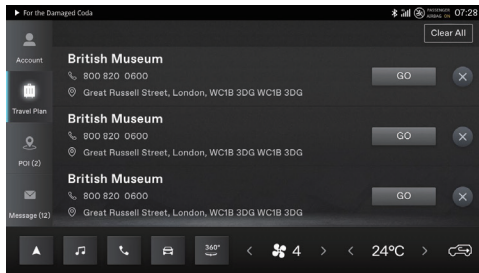 For the Damaged Coda
PASSENGER
AIRBAG ON
07:28
Clear All
Account
British Museum
800 820 0600
GO
Great Russell Street, London, WC1B 3DG WC1B 3DG
Travel Plan
British Museum
800 820 0600
GO
Great Russell Street, London, WC1B 3DG WC1B 3DG
POI (2)
British Museum
800 820 0600
GO
Great Russell Street, London, WC1B 3DG WC1B 3DG
Message (12)
360°
4
24°C